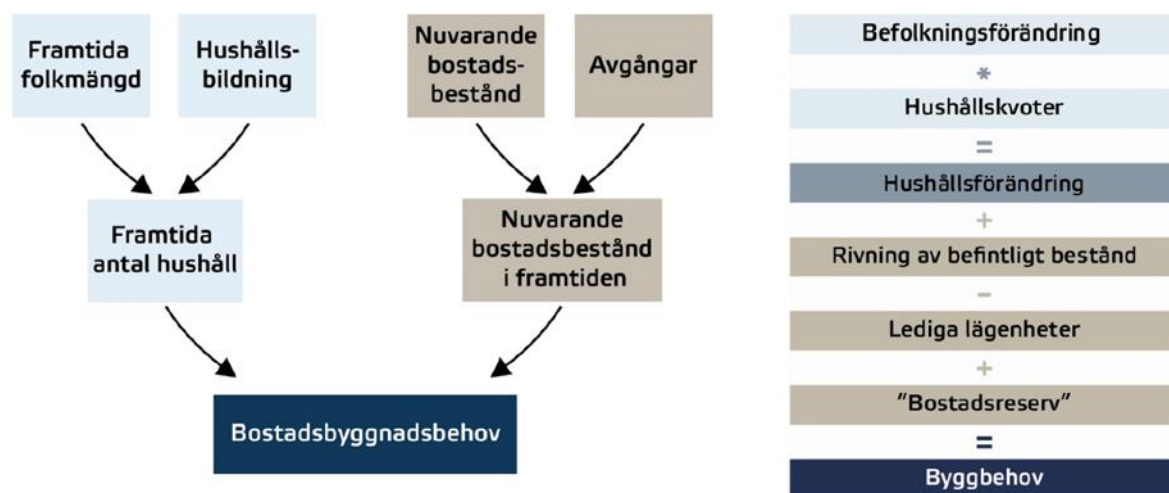 Framtida
folkmängd
Hushålls-
bildning
Nuvarande
bostads-
bestånd
Avgångar
Framtida
antal hushåll
Nuvarande
bostadsbestånd
i framtiden
Bostadsbyggnadsbehov
Befolkningsförändring
*
Hushållskvoter
=
Hushållsförändring
+
Rivning av befintligt bestånd
-
Lediga lägenheter
+
"Bostadsreserv"
=
Byggbehov